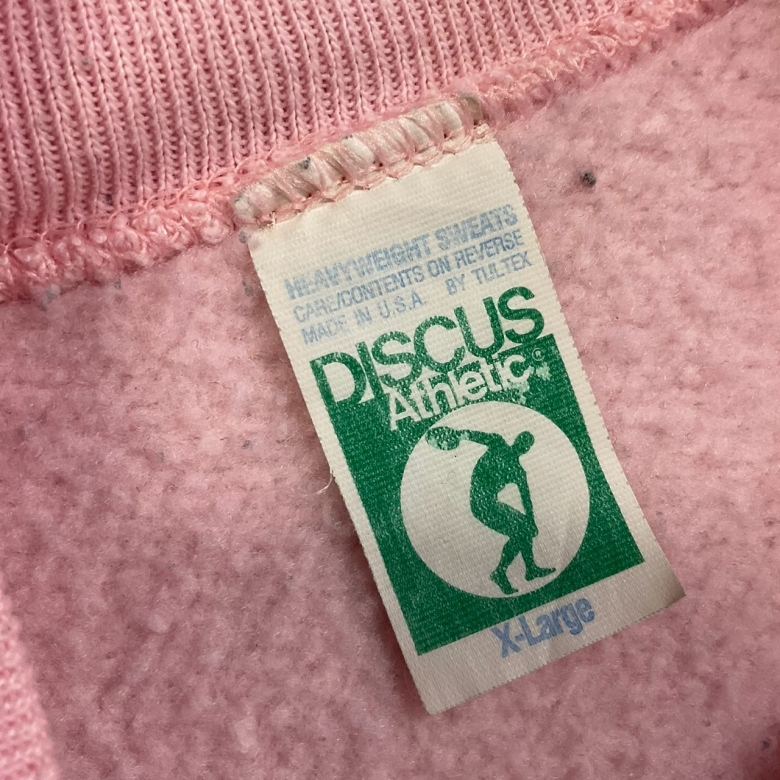 HEAVYWEIGHT SWEATS
CARE/CONTENTS ON REVERSE
MADE IN U.S.A. BY TULTEX
DISCUS
Athletic®
X-Large